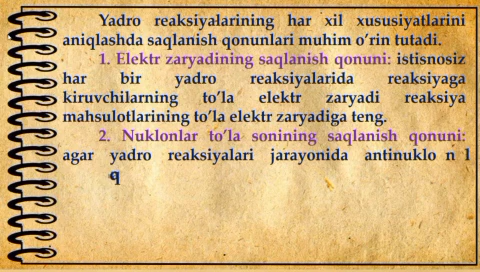 Yadro reaksiyalarining har xil xususiyatlarini
aniqlashda saqlanish qonunlari muhim o’rin tutadi.
1. Elektr zaryadining saqlanish qonuni: istisnosiz
har bir yadro reaksiyalarida reaksiyaga
kiruvchilarning to’la elektr zaryadi reaksiya
mahsulotlarining to’la elektr zaryadiga teng.
2. Nuklonlar to’la sonining saqlanish qonuni:
agar yadro reaksiyalari jarayonida antinuklo n l